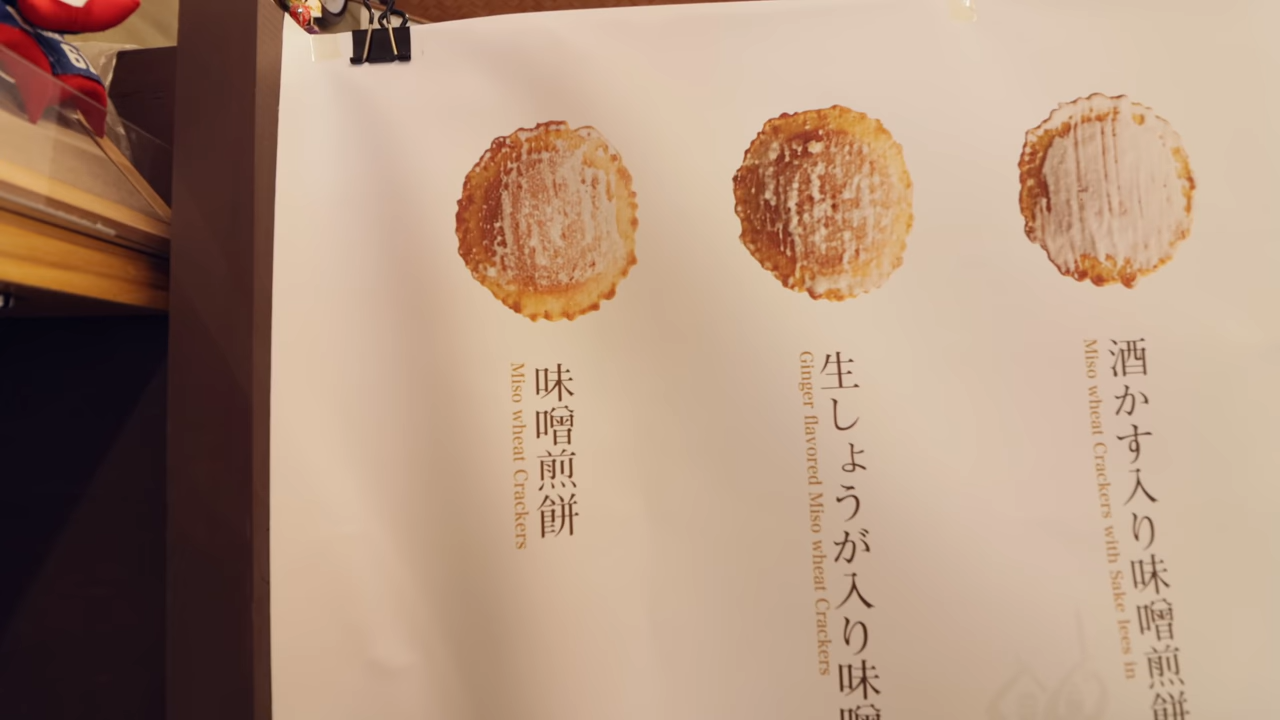 酒かす入り味噌煎餅
Miso wheat Crackers with Sake lees in
生しょうが入り味噌
Ginger flavored Miso wheat Crackers
味噌煎餅
Miso wheat Crackers